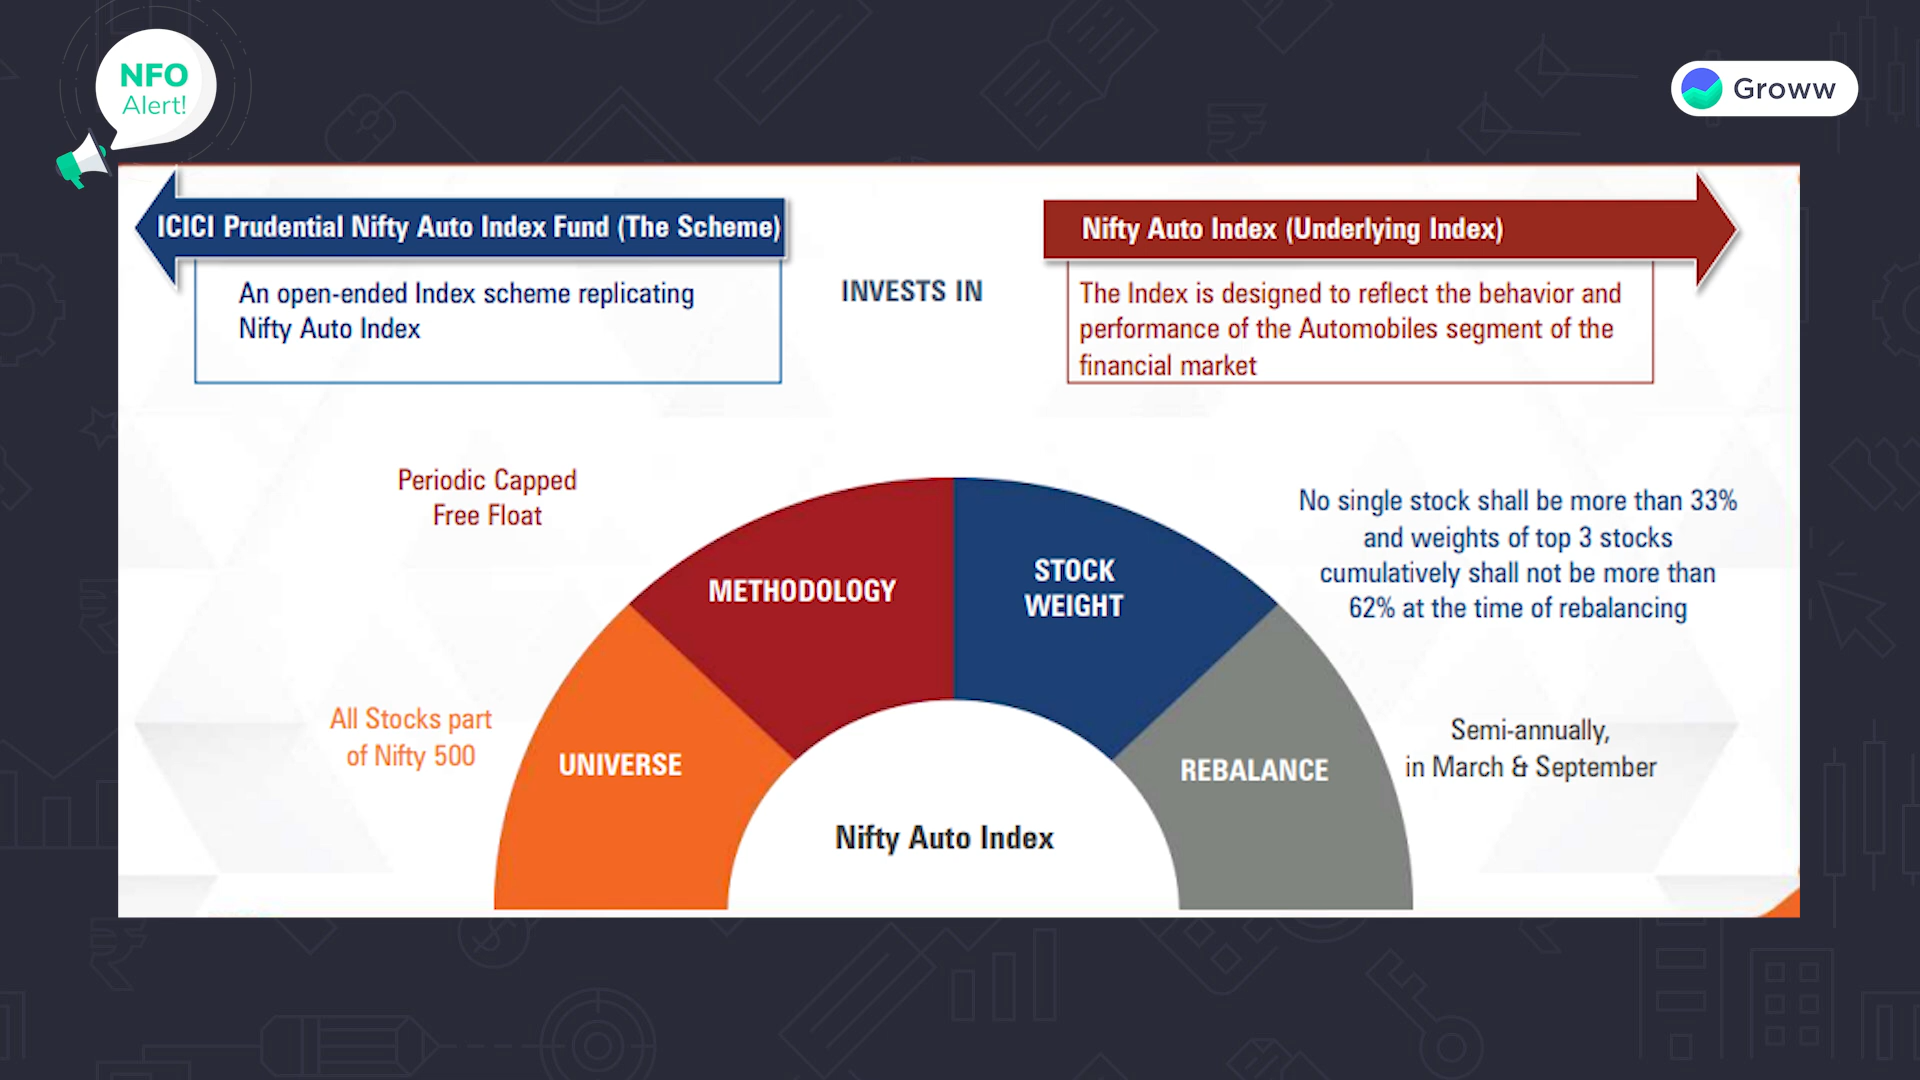 NFO
Alert!
Groww
ICICI Prudential Nifty Auto Index Fund (The Scheme)
An open-ended Index scheme replicating
Nifty Auto Index
INVESTS IN
Nifty Auto Index (Underlying Index)
The Index is designed to reflect the behavior and
performance of the Automobiles segment of the
financial market
Periodic Capped
Free Float
METHODOLOGY
STOCK
WEIGHT
No single stock shall be more than 33%
and weights of top 3 stocks
cumulatively shall not be more than
62% at the time of rebalancing
All Stocks part
of Nifty 500
UNIVERSE
REBALANCE
Semi-annually,
in March & September
Nifty Auto Index